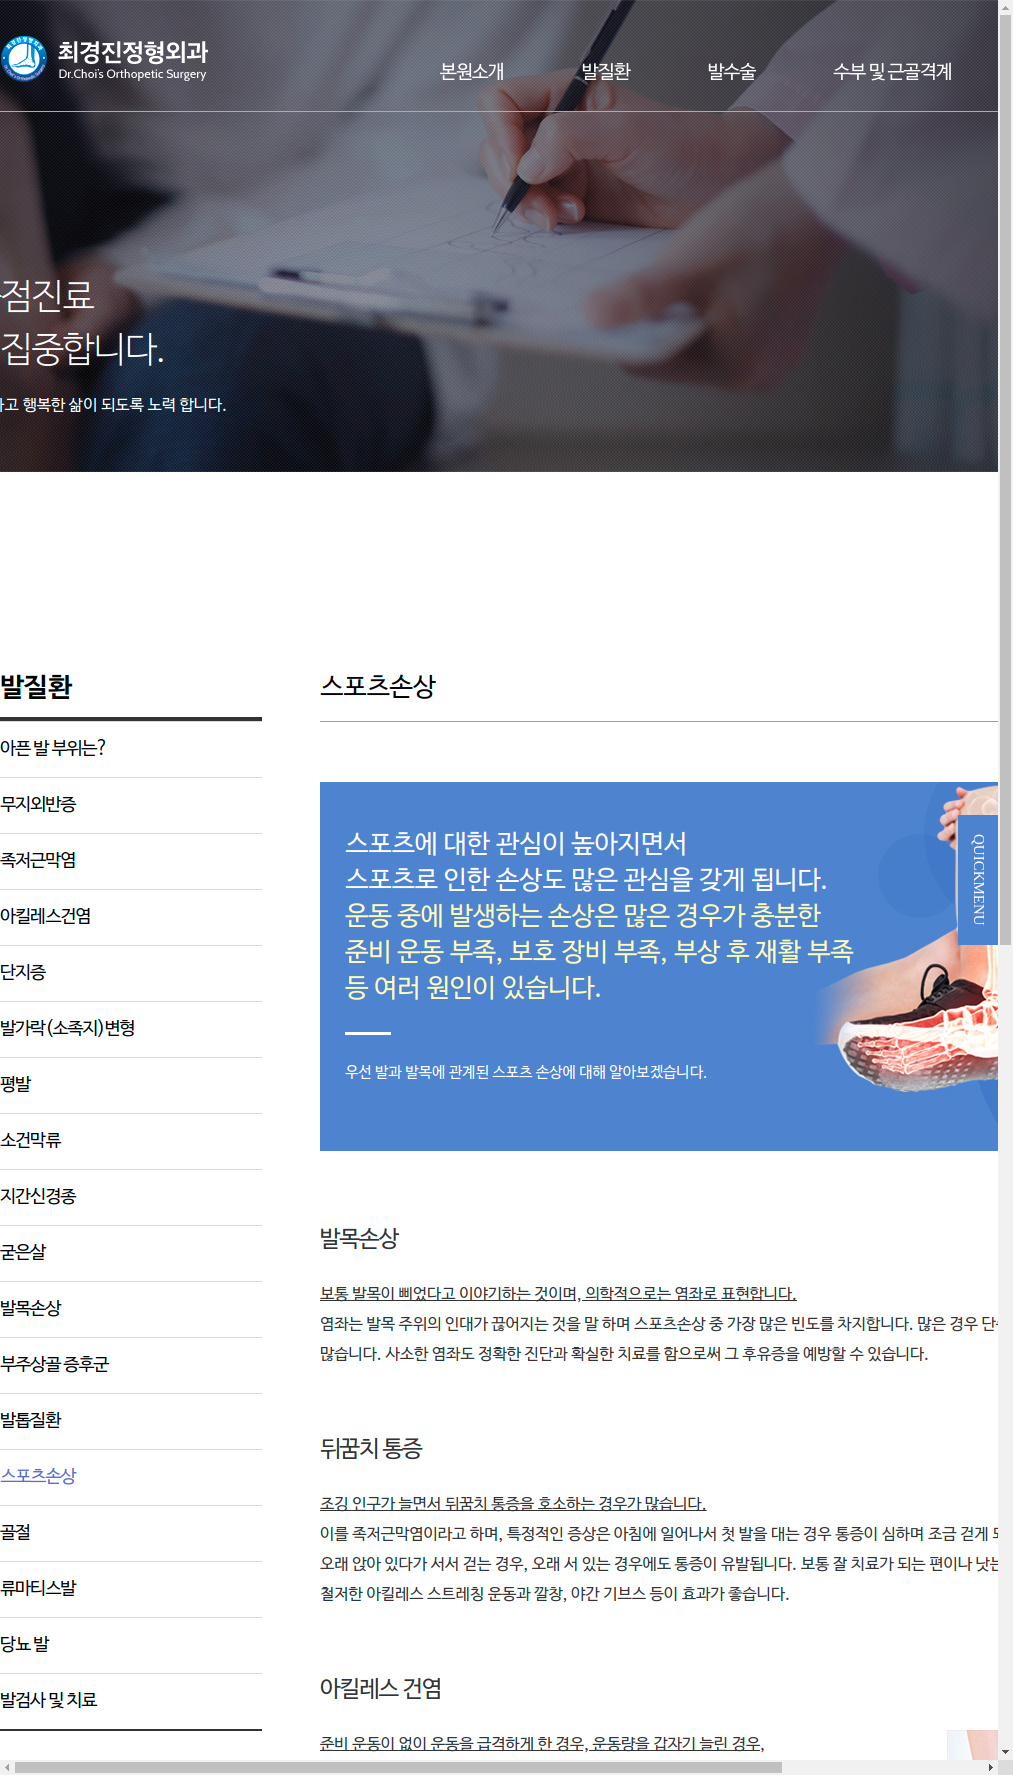 최경진정형외과
Dr.Choi's Orthopetic Surgery
본원소개
발질환
발수술
수부 및 근골격계
점진료
집중합니다.
하고 행복한 삶이 되도록 노력 합니다.
발질환
아픈 발 부위는?
무지외반증
족저근막염
아킬레스건염
단지증
발가락(소족지)변형
평발
소건막류
지간신경종
굳은살
발목손상
부주상골 증후군
발톱질환
스포츠손상
골절
류마티스발
당뇨 발
발검사 및 치료
스포츠손상
스포츠에 대한 관심이 높아지면서
스포츠로 인한 손상도 많은 관심을 갖게 됩니다.
운동 중에 발생하는 손상은 많은 경우가 충분한
준비 운동 부족, 보호 장비 부족, 부상 후 재활 부족
등 여러 원인이 있습니다.
우선 발과 발목에 관계된 스포츠 손상에 대해 알아보겠습니다.
QUICKMENU
발목손상
보통 발목이 삐었다고 이야기하는 것이며, 의학적으로는 염좌로 표현합니다.
염좌는 발목 주위의 인대가 끊어지는 것을 말 하며 스포츠손상 중 가장 많은 빈도를 차지합니다. 많은 경우 단
많습니다. 사소한 염좌도 정확한 진단과 확실한 치료를 함으로써 그 후유증을 예방할 수 있습니다.
뒤꿈치 통증
조깅 인구가 늘면서 뒤꿈치 통증을 호소하는 경우가 많습니다.
이를 족저근막염이라고 하며, 특정적인 증상은 아침에 일어나서 첫 발을 대는 경우 통증이 심하며 조금 걷게
오래 앉아 있다가 서서 걷는 경우, 오래 서 있는 경우에도 통증이 유발됩니다. 보통 잘 치료가 되는 편이나 낫는
철저한 아킬레스 스트레칭 운동과 깔창, 야간 기브스 등이 효과가 좋습니다.
아킬레스 건염
준비 운동이 없이 운동을 급격하게 한 경우, 운동량을 갑자기 늘린 경우,